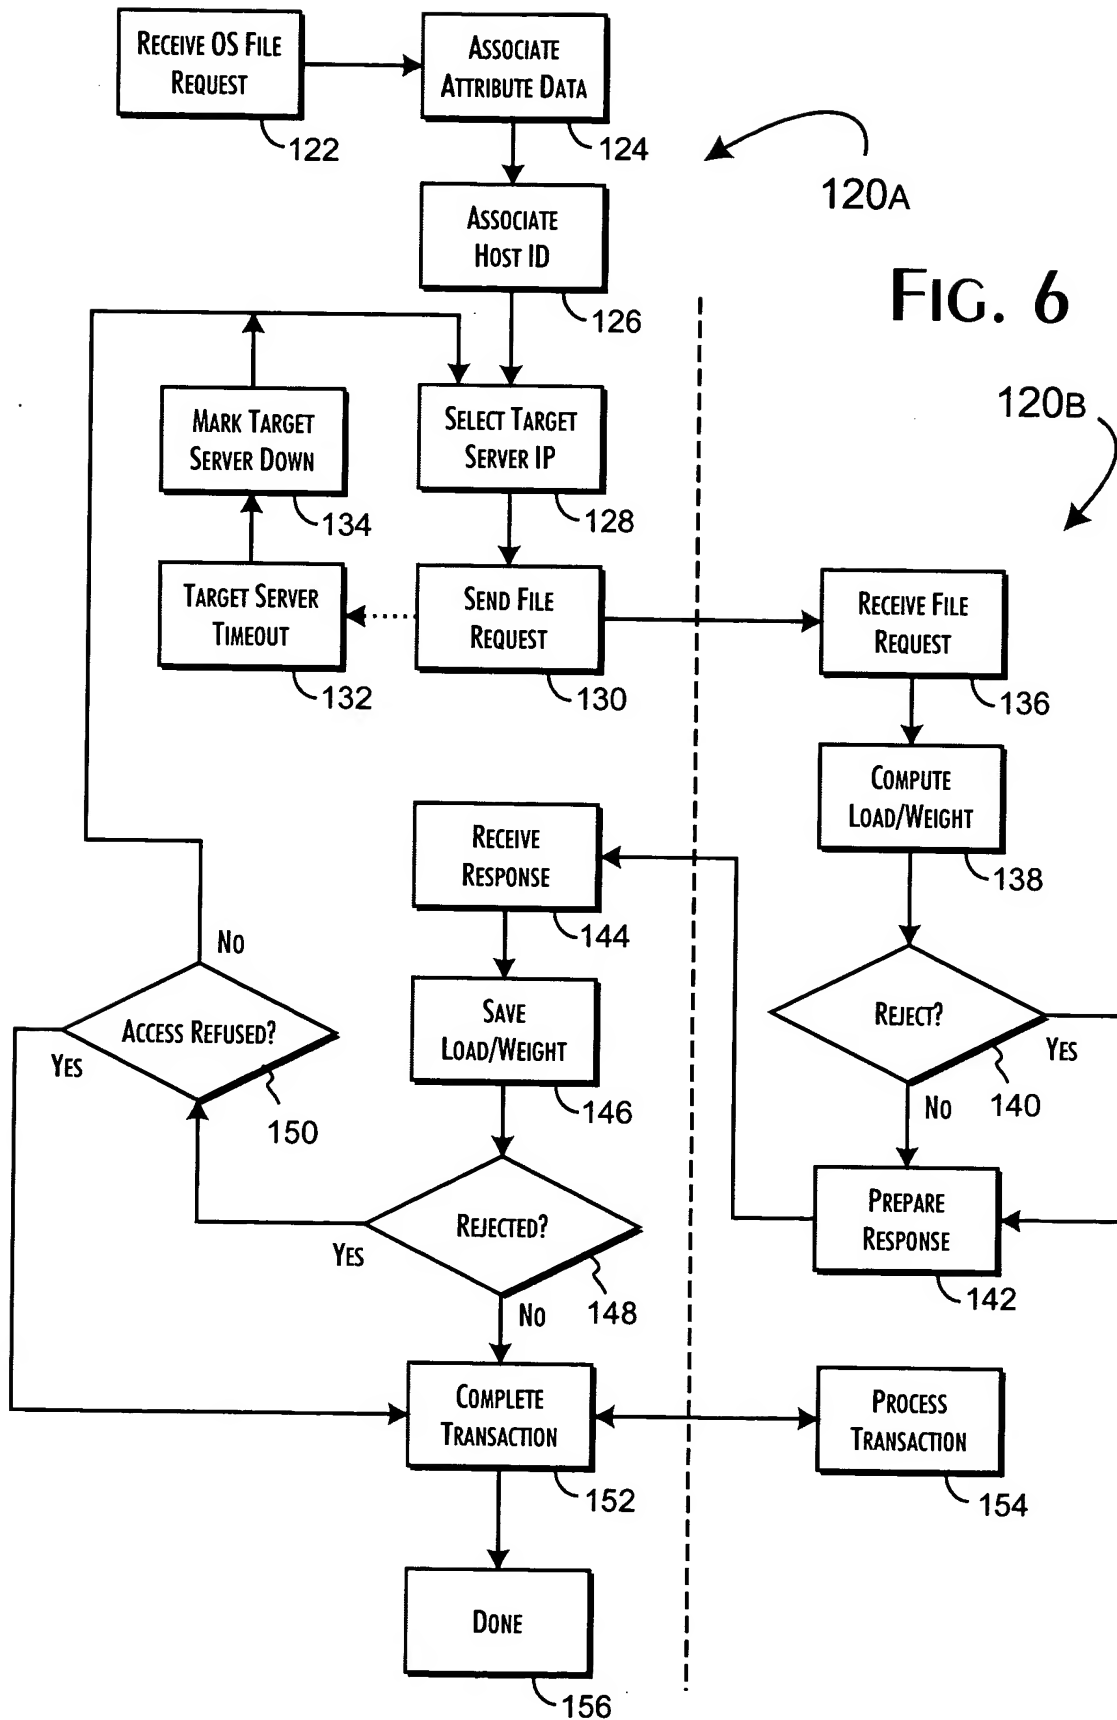 RECEIVE OS FILE
REQUEST
122
ASSOCIATE
ATTRIBUTE DATA
124
120A
ASSOCIATE
HOST ID
126
FIG. 6
120B
MARK TARGET
SERVER DOWN
134
SELECT TARGET
SERVER IP
128
TARGET SERVER
TIMEOUT
132
SEND FILE
REQUEST
130
RECEIVE FILE
REQUEST
136
COMPUTE
LOAD/WEIGHT
138
RECEIVE
RESPONSE
144
NO
ACCESS REFUSED?
YES
150
SAVE
LOAD/WEIGHT
146
REJECT?
YES
NO
140
REJECTED?
YES
NO
148
PREPARE
RESPONSE
142
COMPLETE
TRANSACTION
152
PROCESS
TRANSACTION
154
DONE
156